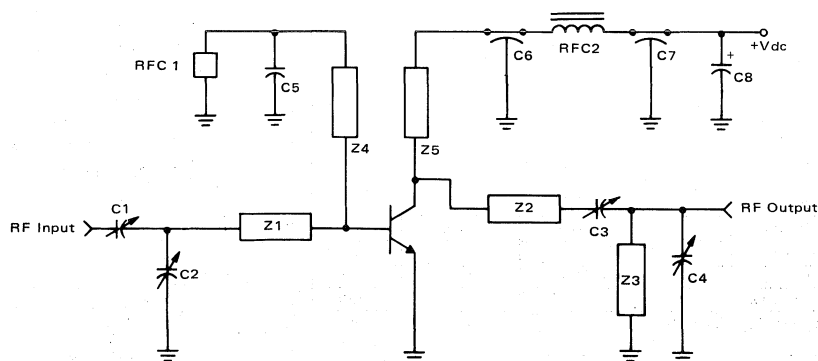 RFC 1
C5
Z4
Z5
C6
RFC2
C7
+Vdc
+
C8
RF Input
C1
C2
Z1
Z2
C3
Z3
C4
RF Output